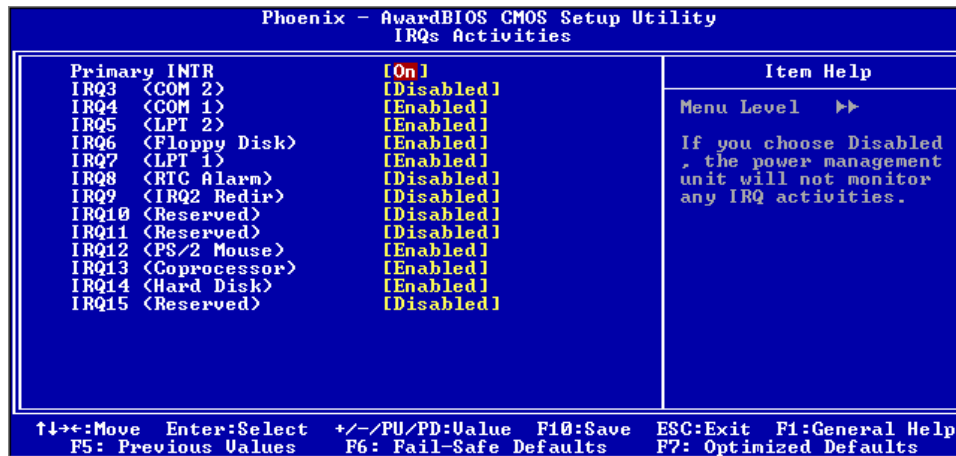 Phoenix - AwardBIOS CMOS Setup Utility
IRQs Activities
Primary INTR [On]
IRQ3 (COM 2) [Disabled]
IRQ4 (COM 1) [Enabled]
IRQ5 (LPT 2) [Enabled]
IRQ6 (Floppy Disk) [Enabled]
IRQ7 (LPT 1) [Enabled]
IRQ8 (RTC Alarm) [Disabled]
IRQ9 (IRQ2 Redir) [Disabled]
IRQ10 (Reserved) [Disabled]
IRQ11 (Reserved) [Disabled]
IRQ12 (PS/2 Mouse) [Enabled]
IRQ13 (Coprocessor) [Enabled]
IRQ14 (Hard Disk) [Enabled]
IRQ15 (Reserved) [Disabled]
Item Help
Menu Level ▶▶
If you choose Disabled
, the power management
unit will not monitor
any IRQ activities.
↑↓→←:Move Enter:Select +/-/PU/PD:Value F10:Save ESC:Exit F1:General Help
F5: Previous Values F6: Fail-Safe Defaults F7: Optimized Defaults